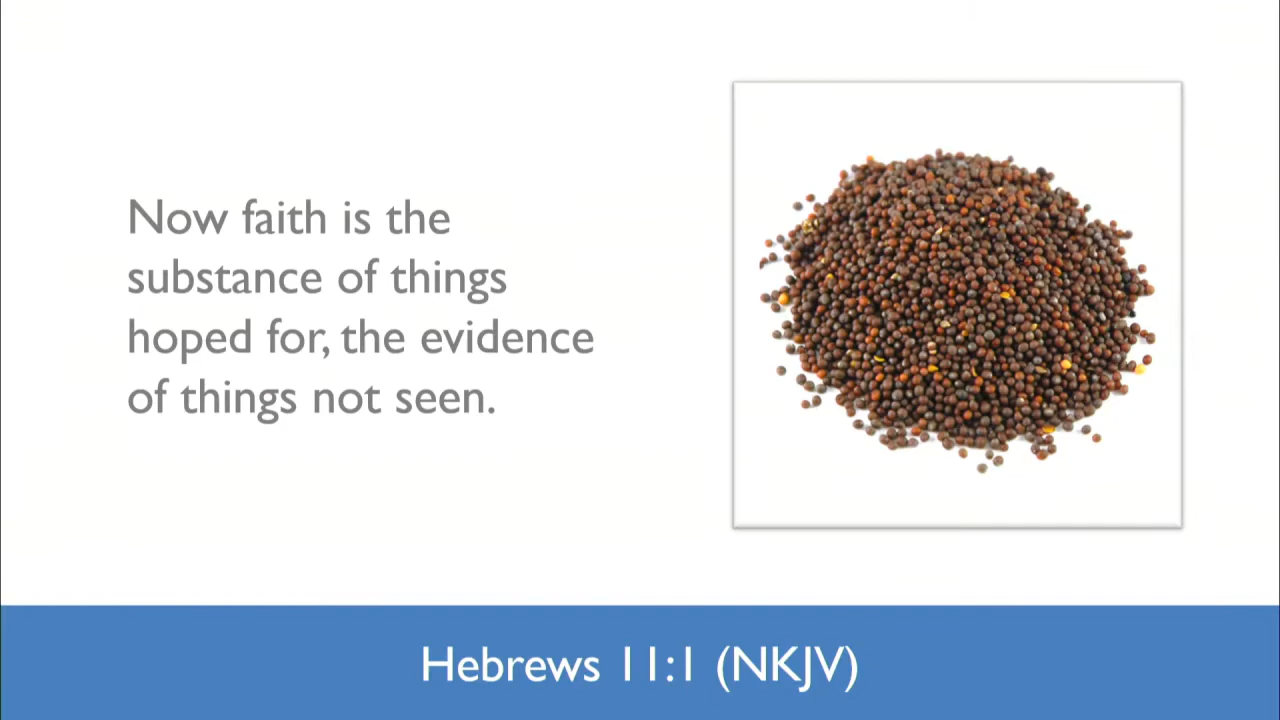 Now faith is the
substance of things
hoped for, the evidence
of things not seen.
Hebrews 11:1 (NKJV)